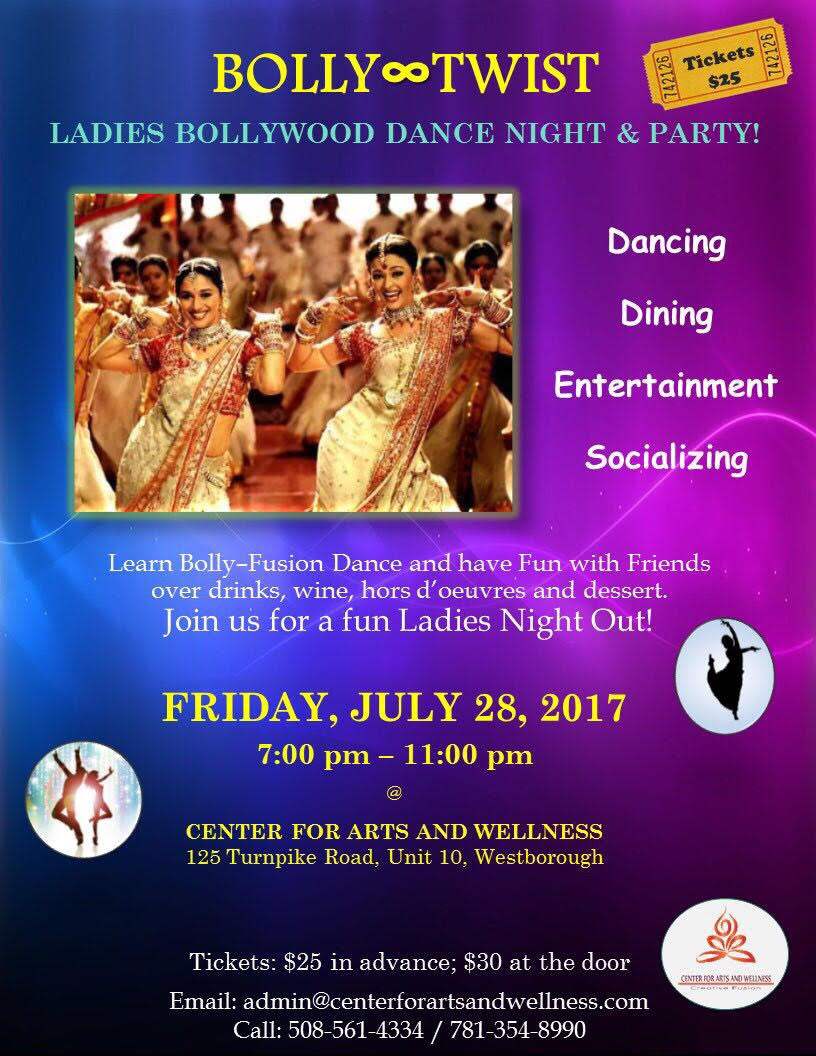 BOLLY∞TWIST
Tickets
$25
742126
742126
LADIES BOLLYWOOD DANCE NIGHT & PARTY!
Dancing
Dining
Entertainment
Socializing
Learn Bolly–Fusion Dance and have Fun with Friends
over drinks, wine, hors d’oeuvres and dessert.
Join us for a fun Ladies Night Out!
FRIDAY, JULY 28, 2017
7:00 pm – 11:00 pm
@
CENTER FOR ARTS AND WELLNESS
125 Turnpike Road, Unit 10, Westborough
CENTER FOR ARTS AND WELLNESS
Creative Fusion
Tickets: $25 in advance; $30 at the door
Email: admin@centerforartsandwellness.com
Call: 508-561-4334 / 781-354-8990